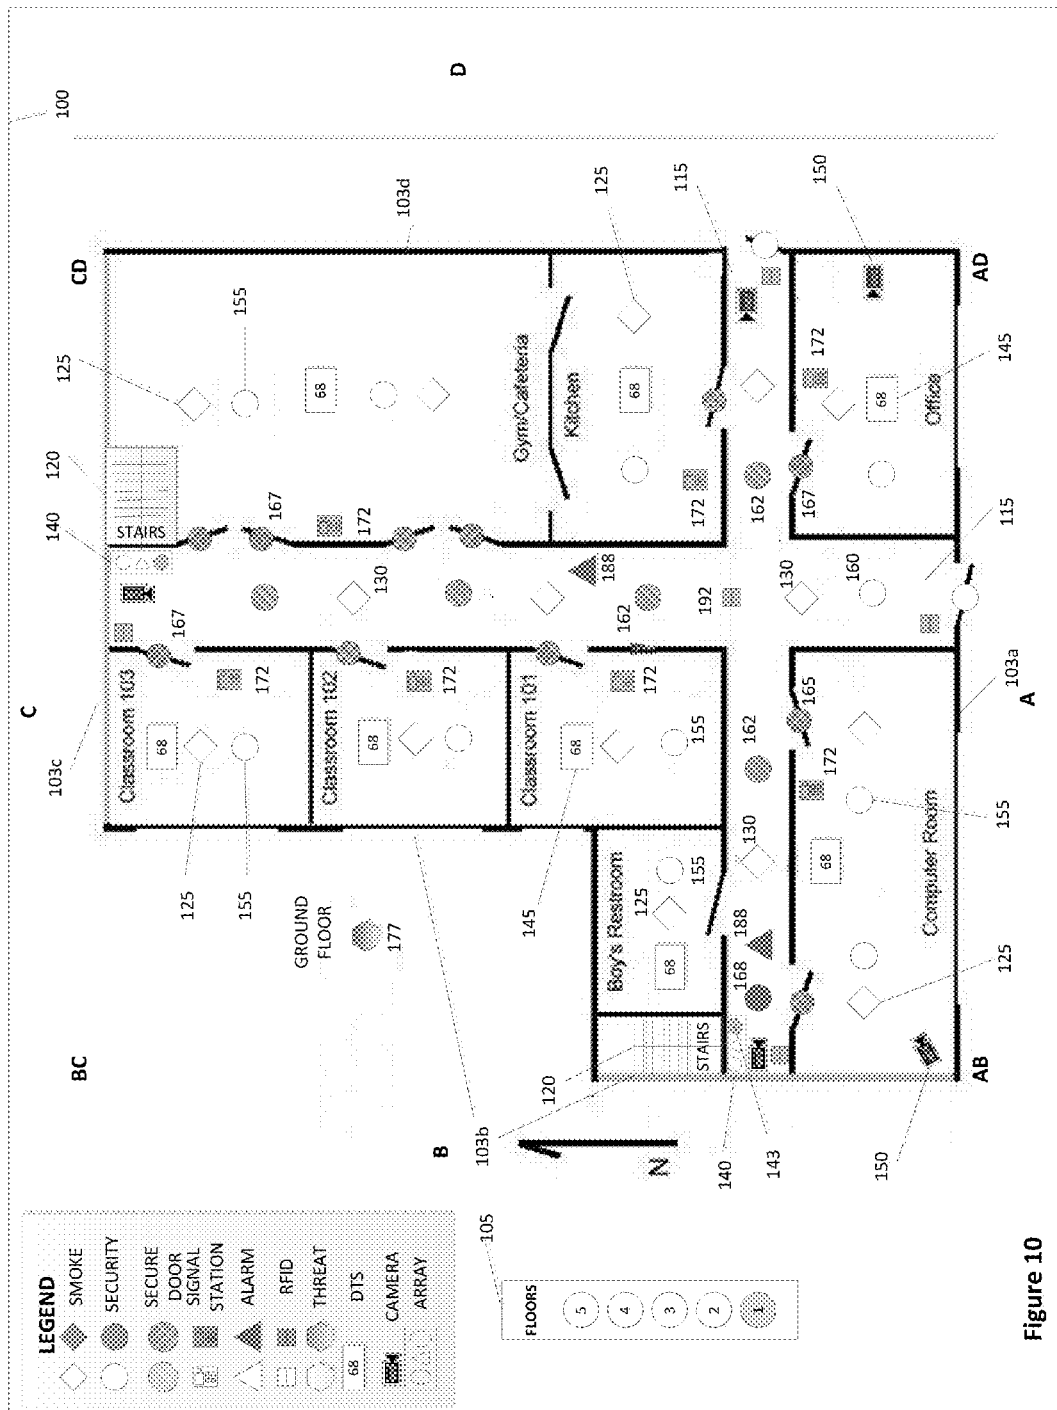 100
D
LEGEND
SMOKE
SECURITY
SECURE
DOOR
SIGNAL
STATION
ALARM
RFID
THREAT
68
DTS
CAMERA
ARRAY
105
FLOORS
5
4
3
2
1
BC
C
CD
GROUND
FLOOR
177
103c
125
155
145
103b
B
N
120
140
143
150
Classroom 103
68
172
167
Classroom 102
68
172
Classroom 101
68
172
155
140
120
STAIRS
125
155
103d
167
172
68
130
188
162
Gym/Cafeteria
Kitchen
68
125
172
115
150
Boy's Restroom
68
125
155
STAIRS
168
188
130
162
192
130
160
162
167
165
172
172
68
68
Computer Room
Office
145
115
125
155
103a
AB
A
AD
Figure 10